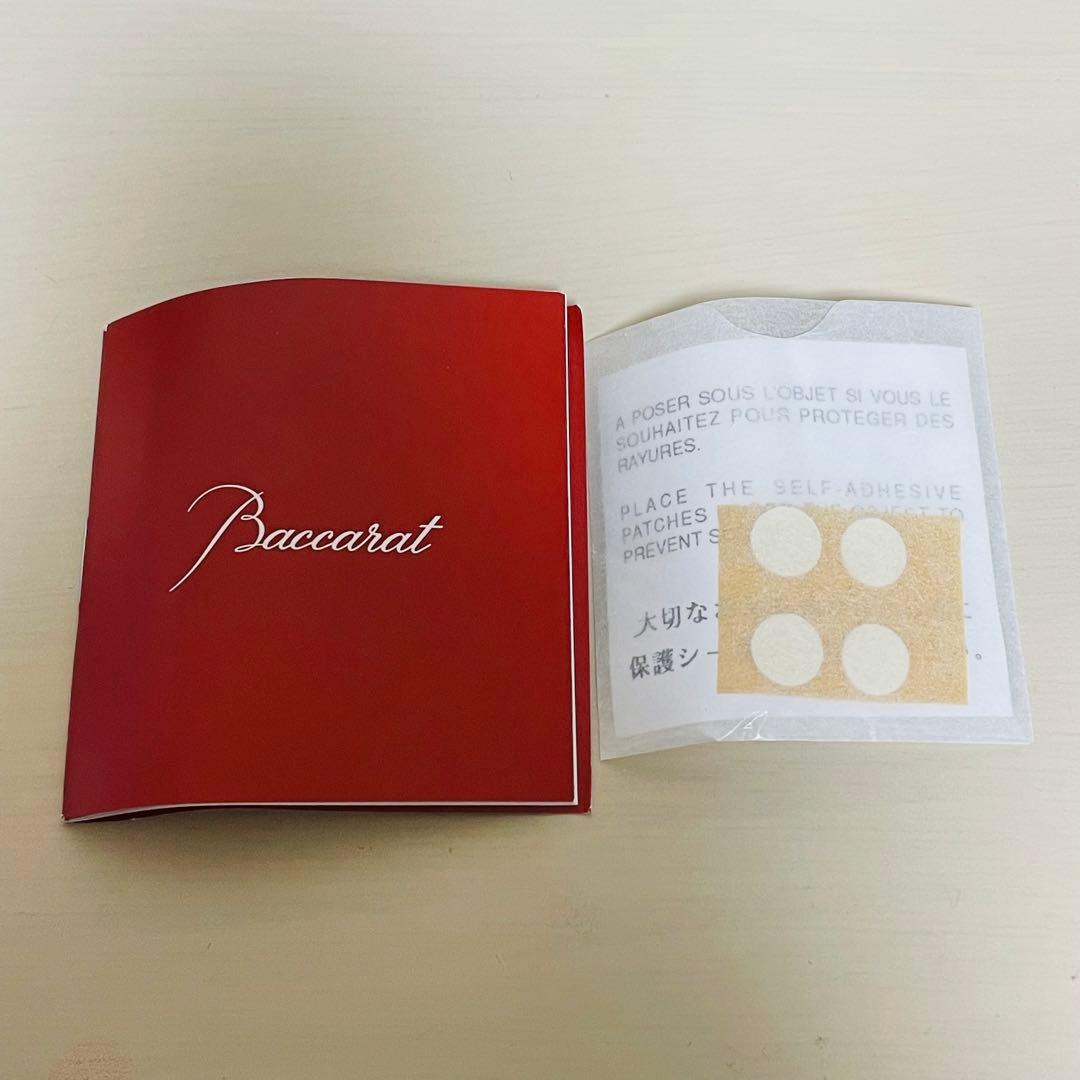 Baccarat
A POSER SOUS L'OBJET SI VOUS LE
SOUHAITEZ POUR PROTEGER DES
RAYURES.
PLACE THE SELF-ADHESIVE
PATCHES TO
PREVENT
大切な
保護シー